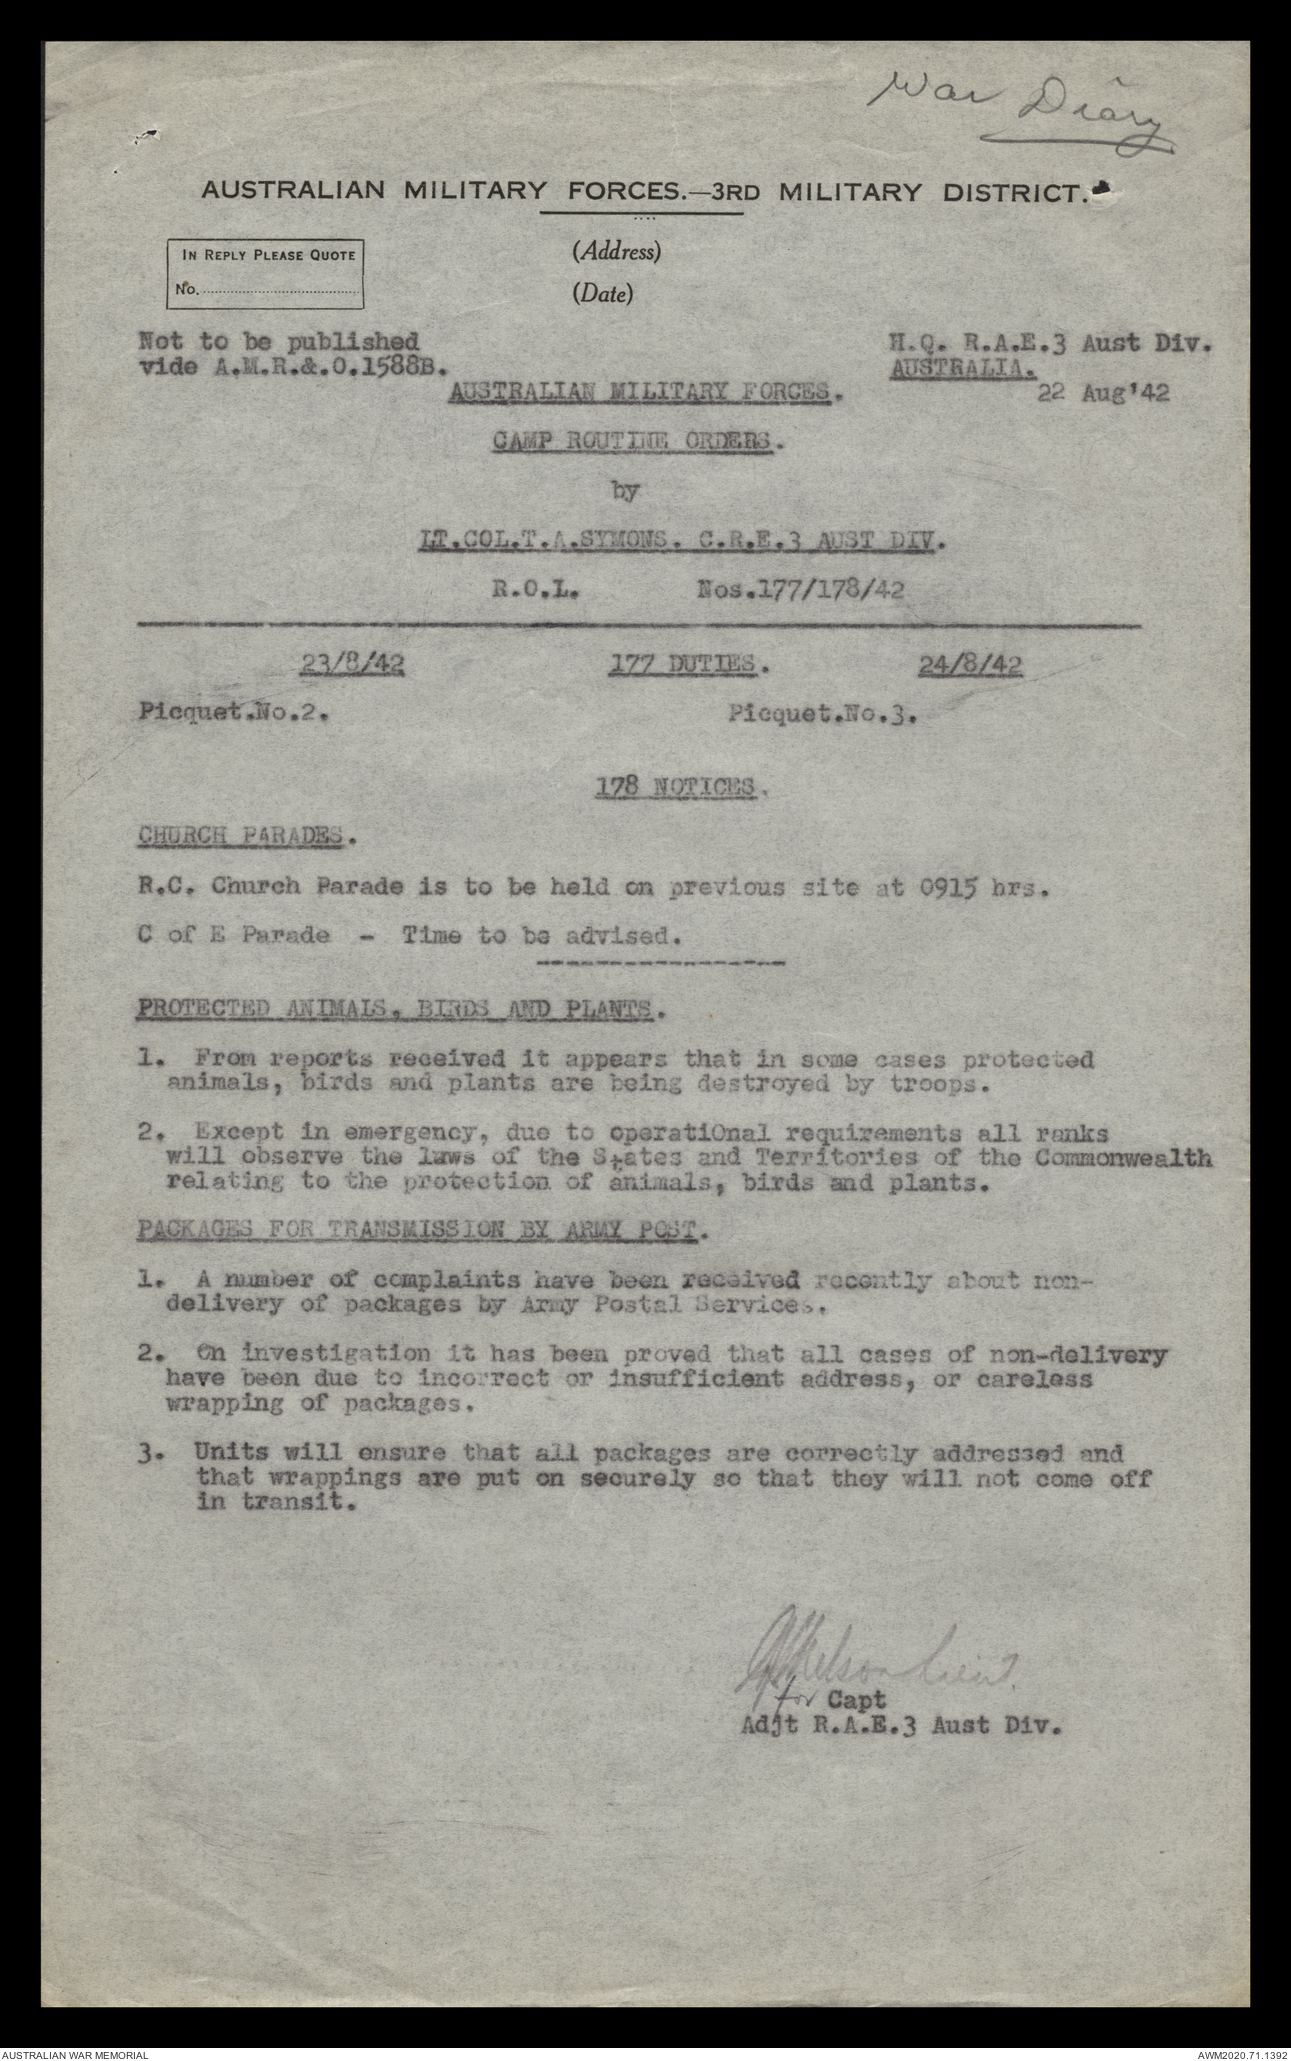 War Diary
AUSTRALIAN MILITARY FORCES.—3RD MILITARY DISTRICT.
IN REPLY PLEASE QUOTE
No.
(Address)
(Date)
Not to be published
vide A.M.R.&.O.1588B.
H.Q. R.A.E.3 Aust Div.
AUSTRALIA.
22 Aug'42
AUSTRALIAN MILITARY FORCES.
CAMP ROUTINE ORDERS.
by
LT.COL.T.A.SYMONS. C.R.E.3 AUST DIV.
R.O.L. Nos.177/178/42
23/8/42 177 DUTIES. 24/8/42
Picquet.No.2. Picquet.No.3.
178 NOTICES.
CHURCH PARADES.
R.C. Church Parade is to be held on previous site at 0915 hrs.
C of E Parade - Time to be advised.
PROTECTED ANIMALS, BIRDS AND PLANTS.
1. From reports received it appears that in some cases protected
animals, birds and plants are being destroyed by troops.
2. Except in emergency, due to operatiOnal requirements all ranks
will observe the laws of the States and Territories of the Commonwealth
relating to the protection of animals, birds and plants.
PACKAGES FOR TRANSMISSION BY ARMY POST.
1. A number of complaints have been received recently about non-
delivery of packages by Army Postal Services.
2. On investigation it has been proved that all cases of non-delivery
have been due to incorrect or insufficient address, or careless
wrapping of packages.
3. Units will ensure that all packages are correctly addressed and
that wrappings are put on securely so that they will not come off
in transit.
Nelson Lieut.
for Capt
Adjt R.A.E.3 Aust Div.
AUSTRALIAN WAR MEMORIAL
AWM2020.71.1392